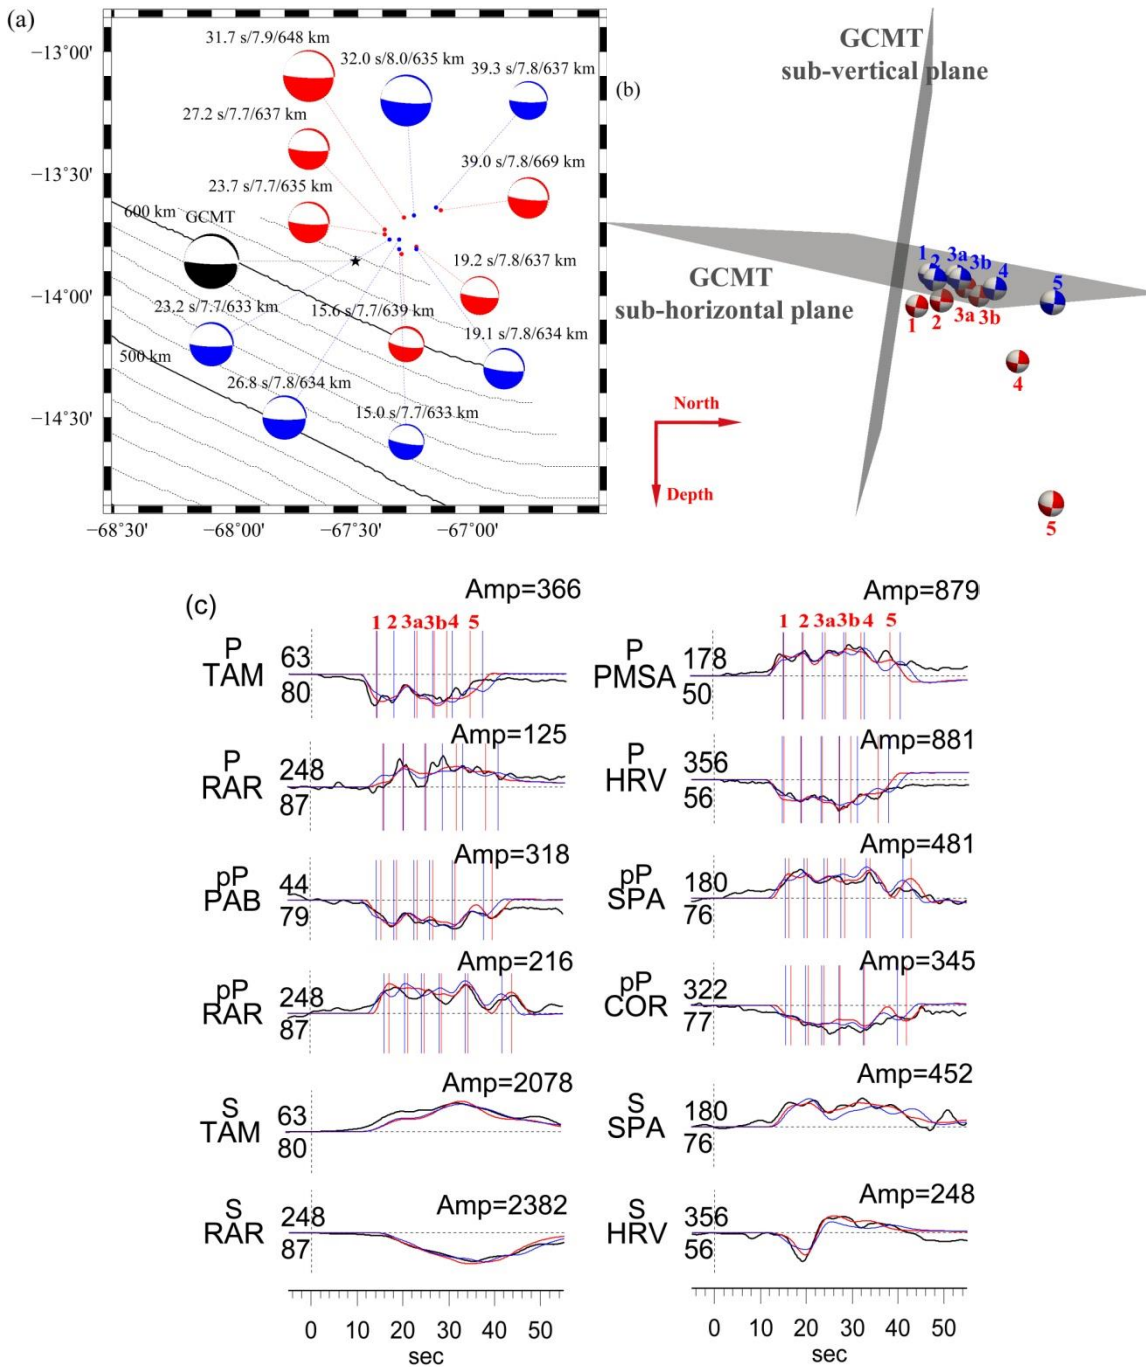 (a)
31.7 s/7.9/648 km
32.0 s/8.0/635 km
39.3 s/7.8/637 km
27.2 s/7.7/637 km
39.0 s/7.8/669 km
23.7 s/7.7/635 km
600 km
GCMT
19.2 s/7.8/637 km
23.2 s/7.7/633 km
15.6 s/7.7/639 km
19.1 s/7.8/634 km
500 km
26.8 s/7.8/634 km
15.0 s/7.7/633 km
−13°00'
−13°30'
−14°00'
−14°30'
−68°30'
−68°00'
−67°30'
−67°00'
(b)
GCMT
sub-vertical plane
GCMT
sub-horizontal plane
1 2 3a 3b 4 5
1 2 3a 3b 4 5
North
Depth
(c)
Amp=366
P
TAM
63
80
1 2 3a 3b 4 5
Amp=879
P
PMSA
178
50
1 2 3a 3b 4 5
Amp=125
P
RAR
248
87
Amp=881
P
HRV
356
56
Amp=318
pP
PAB
44
79
Amp=481
pP
SPA
180
76
Amp=216
pP
RAR
248
87
Amp=345
pP
COR
322
77
Amp=2078
S
TAM
63
80
Amp=452
S
SPA
180
76
Amp=2382
S
RAR
248
87
Amp=248
S
HRV
356
56
0 10 20 30 40 50
sec
0 10 20 30 40 50
sec